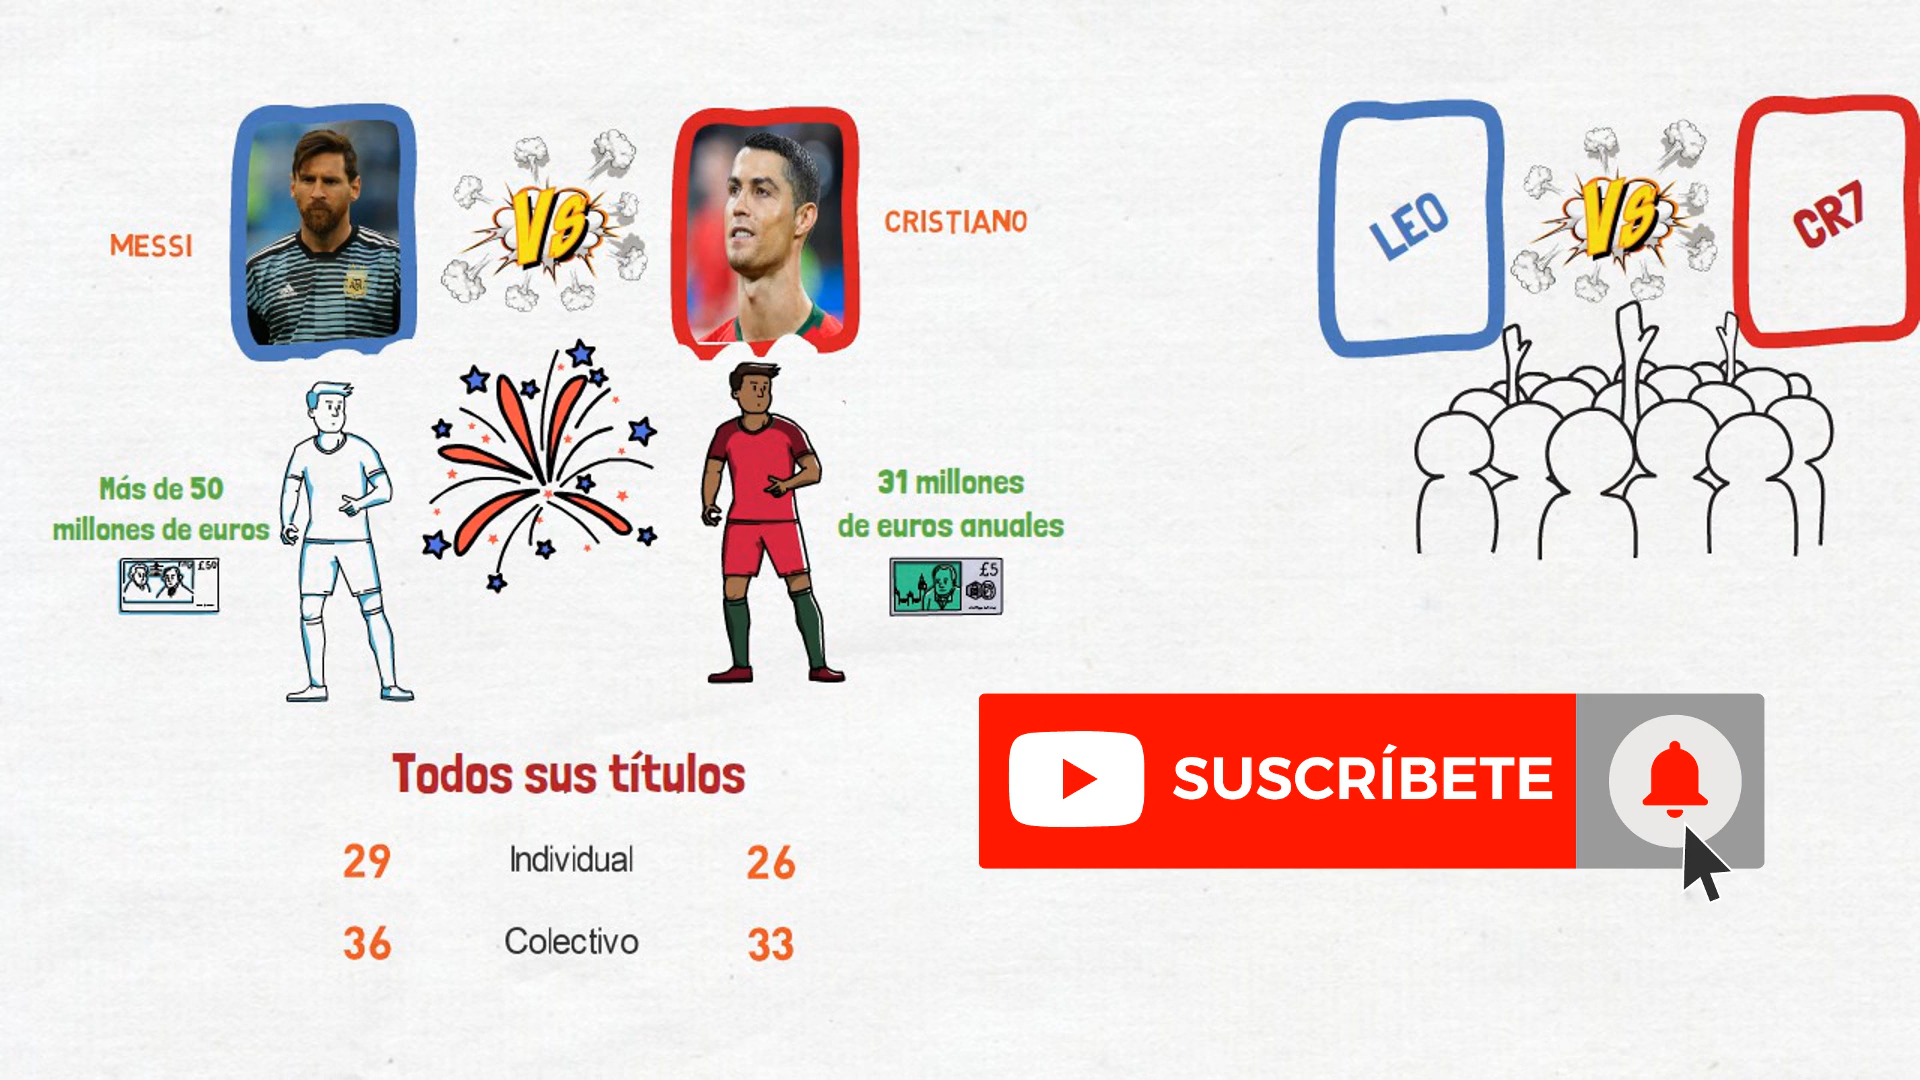 MESSI
VS
CRISTIANO
LEO
VS
CR7
Más de 50
millones de euros
£50
31 millones
de euros anuales
£5
SUSCRÍBETE
Todos sus títulos
29 Individual 26
36 Colectivo 33